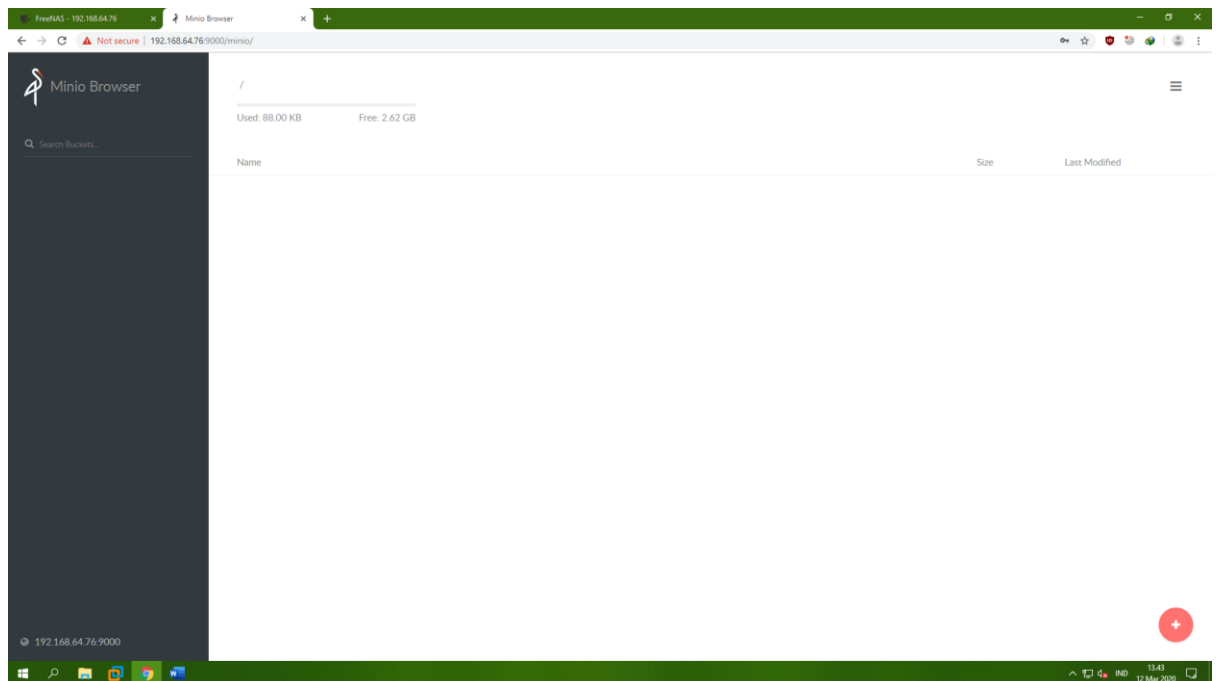 FreeNAS - 192.168.64.76
Minio Browser
Not secure | 192.168.64.76:9000/minio/
Minio Browser
/
Used: 88.00 KB Free: 2.62 GB
Search Buckets...
Name Size Last Modified
192.168.64.76:9000
IND
13.43
12 Mar 2020